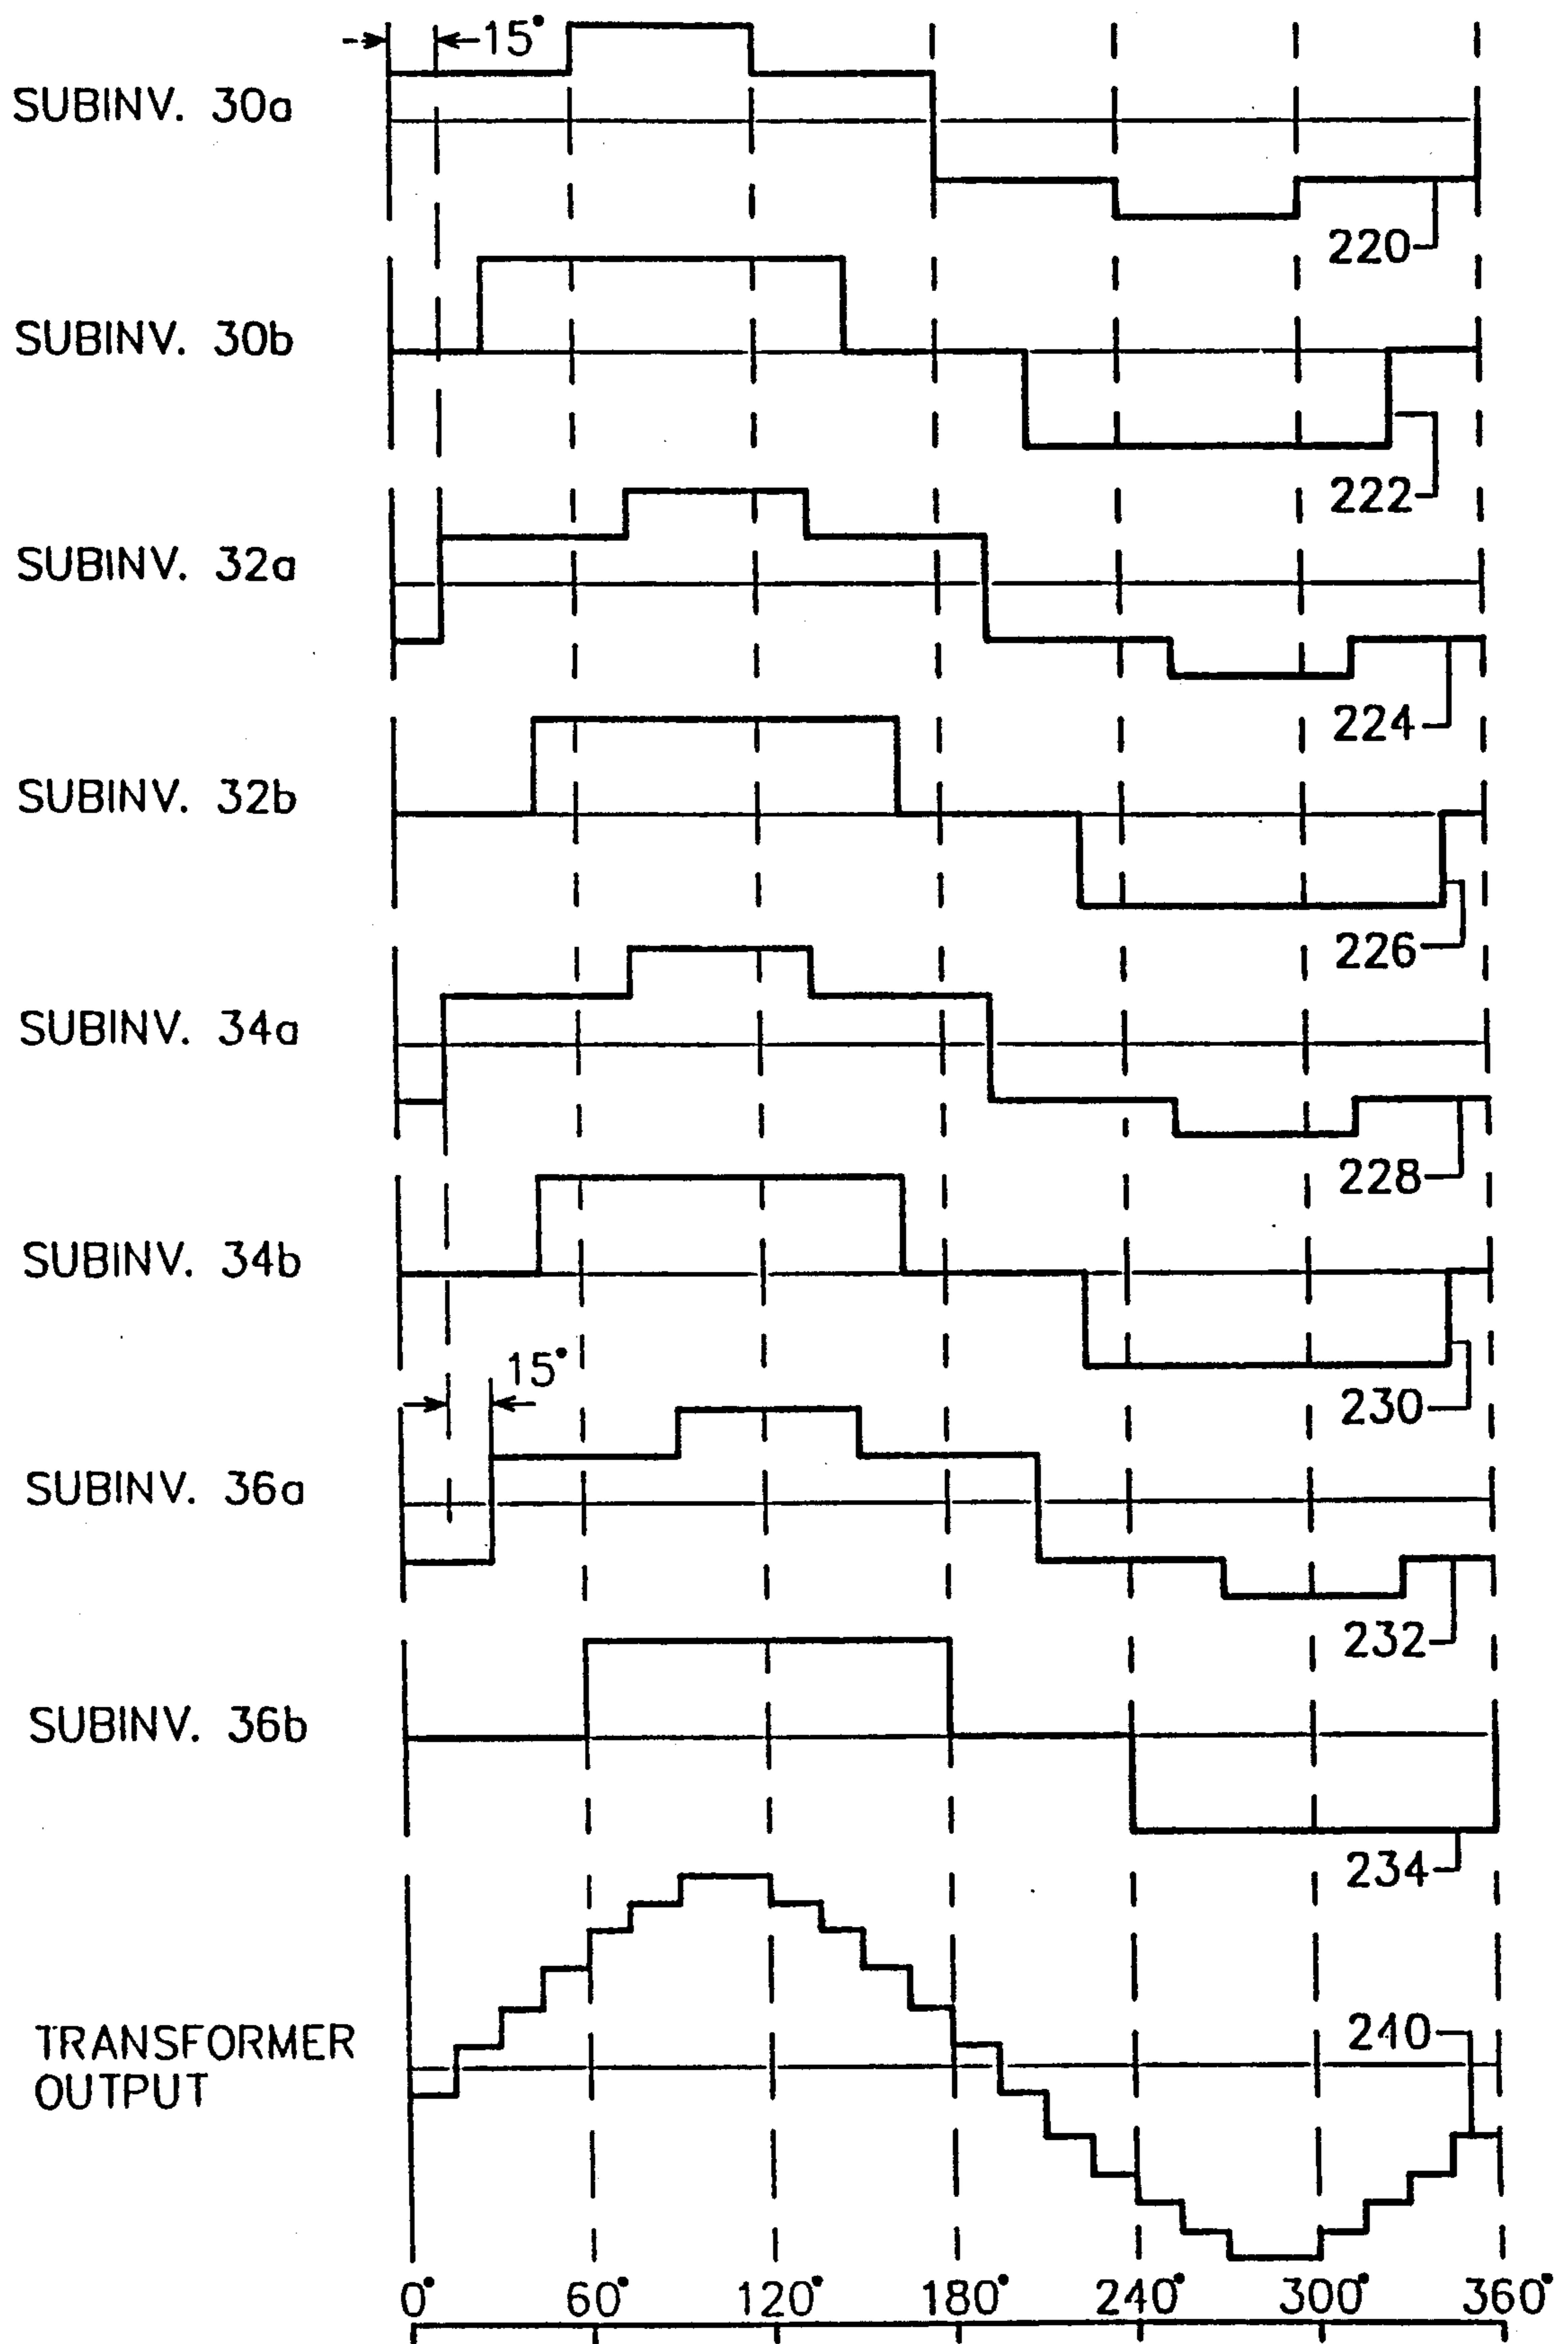 15°
SUBINV. 30a
220
SUBINV. 30b
222
SUBINV. 32a
224
SUBINV. 32b
226
SUBINV. 34a
228
SUBINV. 34b
230
15°
SUBINV. 36a
232
SUBINV. 36b
234
240
TRANSFORMER
OUTPUT
0° 60° 120° 180° 240° 300° 360°